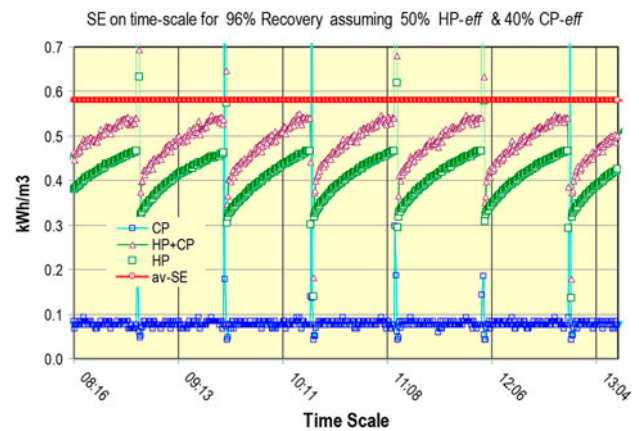 SE on time-scale for 96% Recovery assuming 50% HP-eff & 40% CP-eff
kWh/m3
0.7
0.6
0.5
0.4
0.3
0.2
0.1
0.0
CP
HP+CP
HP
av-SE
08:16
09:13
10:11
11:08
12:06
13:04
Time Scale